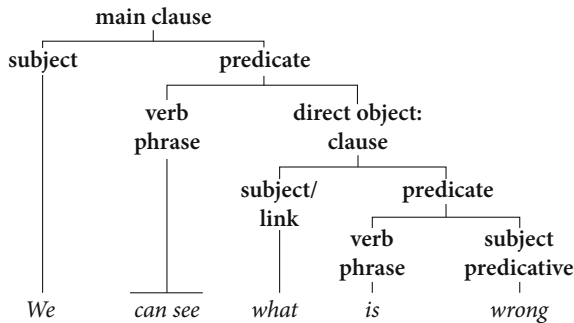 main clause
subject predicate
verb direct object:
phrase clause
subject/ predicate
link
verb subject
phrase predicative
We can see what is wrong